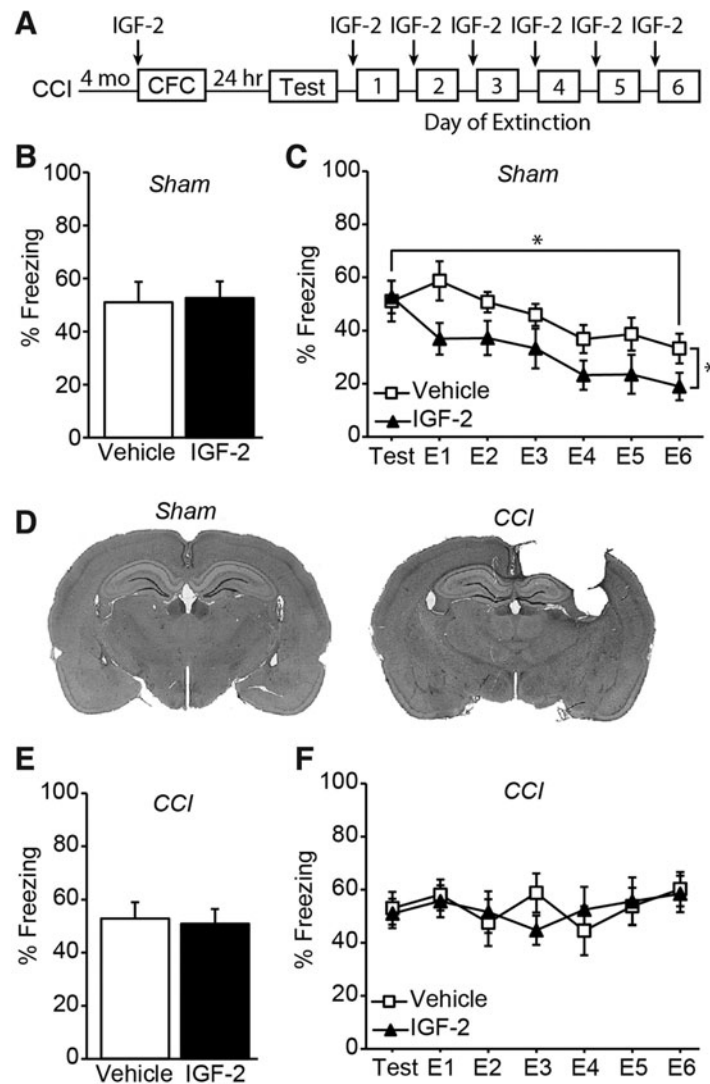 A
IGF-2 IGF-2 IGF-2 IGF-2 IGF-2 IGF-2 IGF-2
CCI 4 mo CFC 24 hr Test 1 2 3 4 5 6
Day of Extinction
B
Sham
% Freezing
100
80
60
40
20
0
Vehicle IGF-2
C
Sham
% Freezing
100
80
60
40
20
0
*
*
Vehicle
IGF-2
Test E1 E2 E3 E4 E5 E6
D
Sham
CCI
E
CCI
% Freezing
100
80
60
40
20
0
Vehicle IGF-2
F
CCI
% Freezing
100
80
60
40
20
0
Vehicle
IGF-2
Test E1 E2 E3 E4 E5 E6